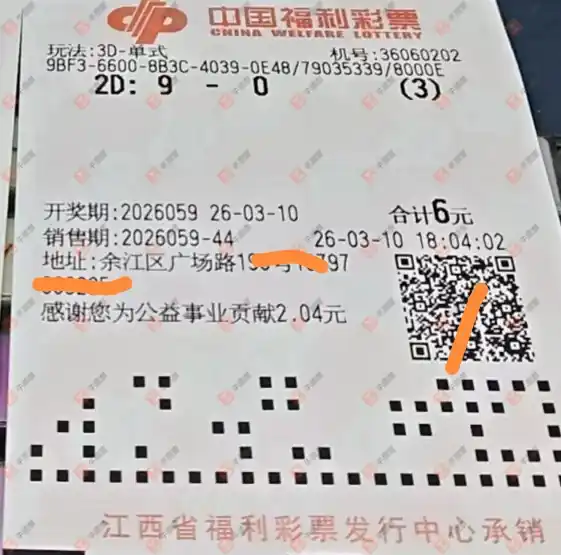 中国福利彩票
CHINA WELFARE LOTTERY
玩法:3D-单式 机号:36060202
9BF3-6600-8B3C-4039-0E48/79035339/8000E
2D: 9 - 0 (3)
开奖期:2026059 26-03-10 合计6元
销售期:2026059-44 26-03-10 18:04:02
地址:余江区广场路
感谢您为公益事业贡献2.04元
江西省福利彩票发行中心承销